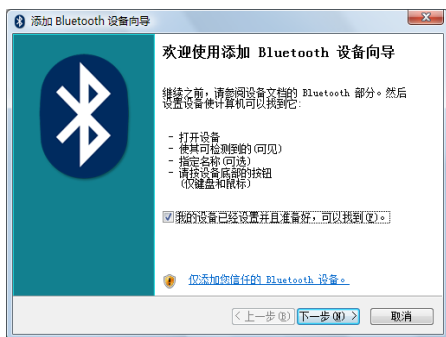 添加 Bluetooth 设备向导
欢迎使用添加 Bluetooth 设备向导
继续之前，请参阅设备文档的 Bluetooth 部分。然后
设置设备使计算机可以找到它:
- 打开设备
- 使其可检测到的(可见)
- 指定名称(可选)
- 请按设备底部的按钮
(仅键盘和鼠标)
我的设备已经设置并且准备好，可以找到(Z)。
仅添加您信任的 Bluetooth 设备。
< 上一步(B) 下一步(N) > 取消